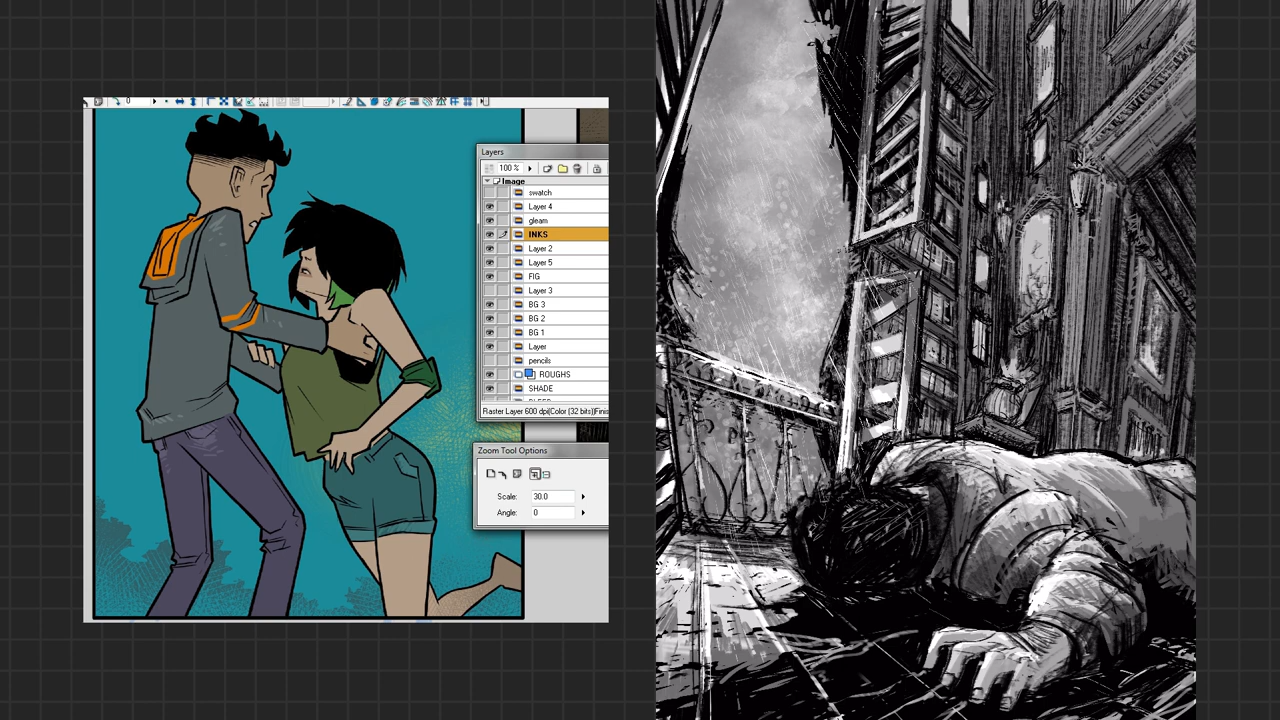 0
Layers
100 %
Image
swatch
Layer 4
gleam
INKS
Layer 2
Layer 5
FIG
Layer 3
BG 3
BG 2
BG 1
Layer
pencils
ROUGHS
SHADE
Raster Layer 600 dpi(Color (32 bits))Finis
Zoom Tool Options
Scale: 30.0
Angle: 0